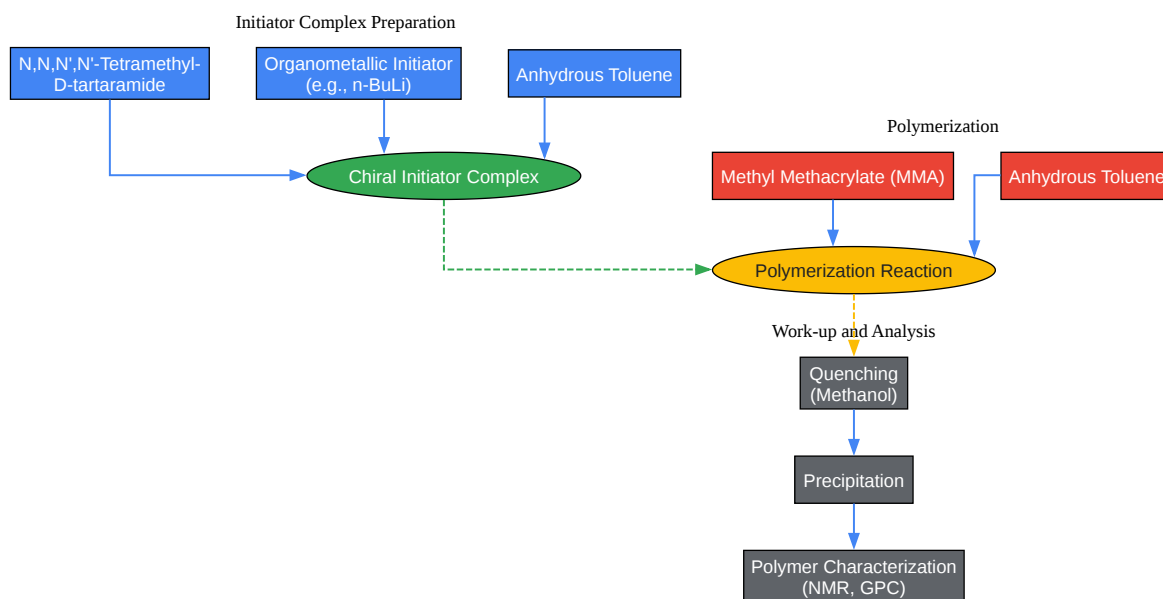 Initiator Complex Preparation
N,N,N',N'-Tetramethyl-
D-tartaramide
Organometallic Initiator
(e.g., n-BuLi)
Anhydrous Toluene
Chiral Initiator Complex
Polymerization
Methyl Methacrylate (MMA)
Anhydrous Toluene
Polymerization Reaction
Work-up and Analysis
Quenching
(Methanol)
Precipitation
Polymer Characterization
(NMR, GPC)